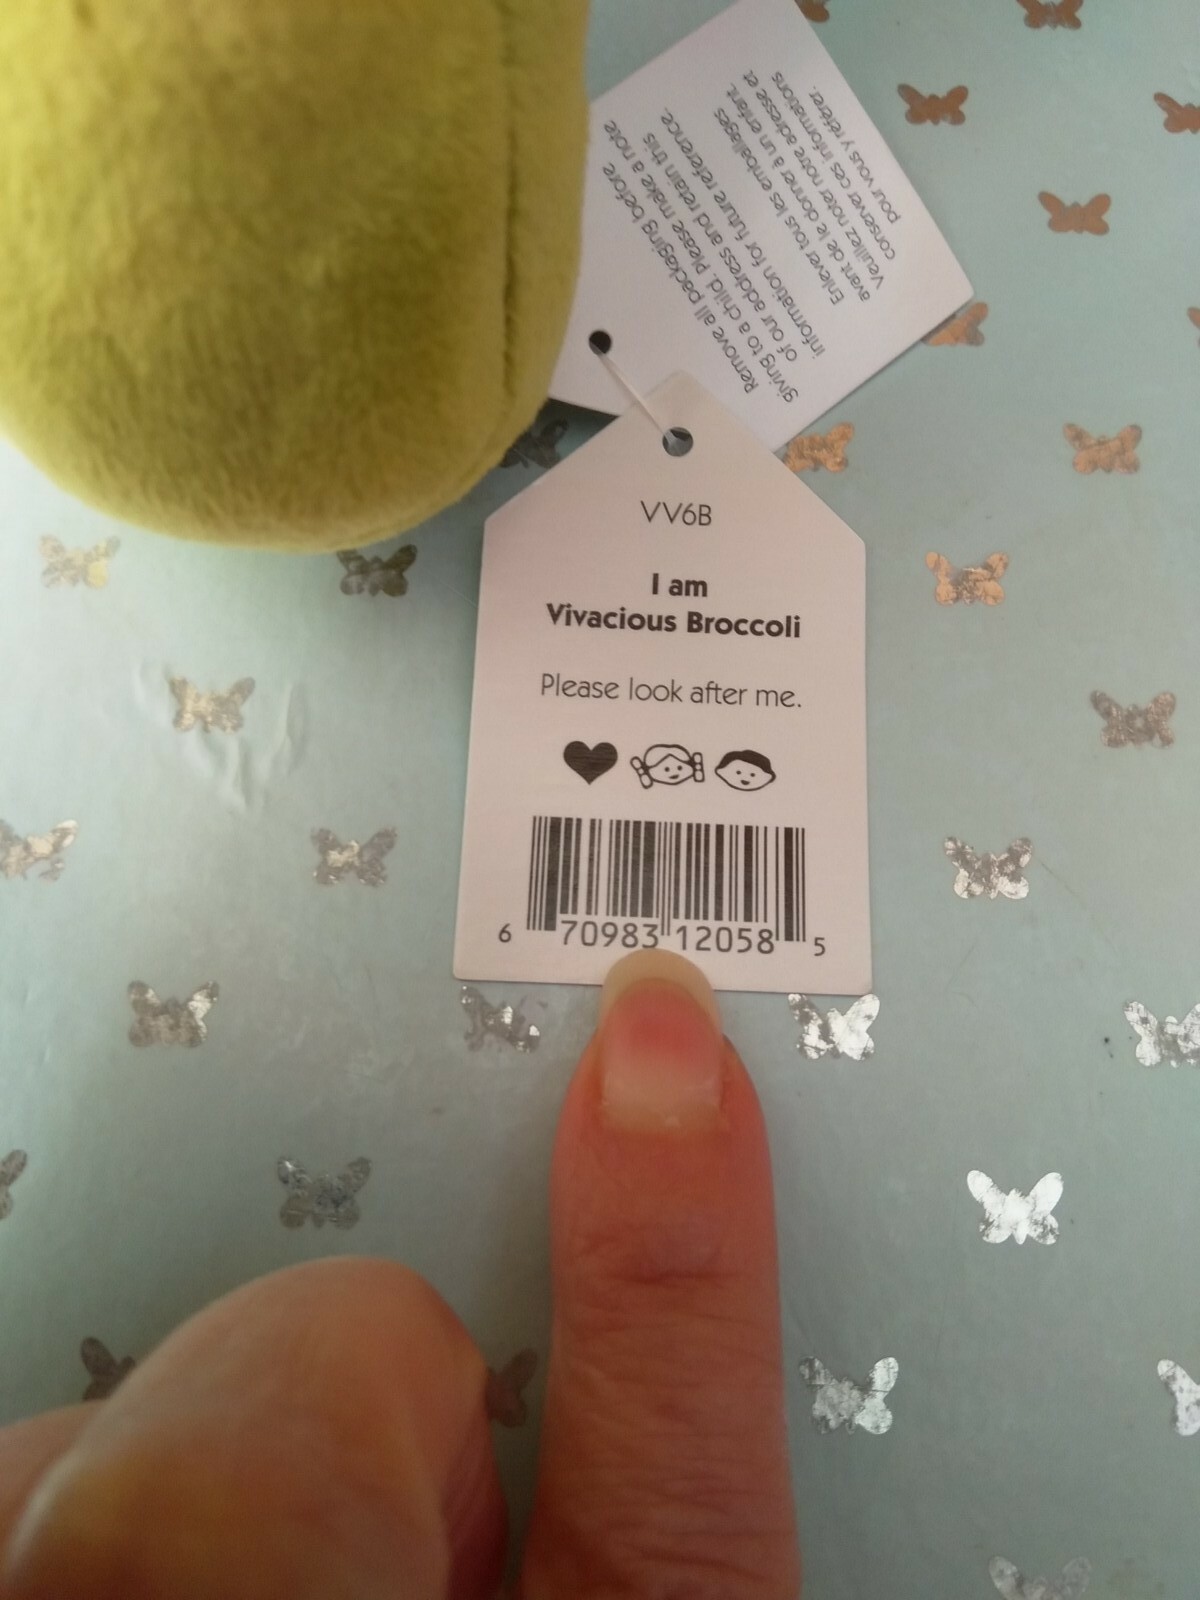 Remove all packaging before
giving to a child. Please make a note
of our address and retain this
information for future reference.
Enlever tous les emballages
avant de le donner à un enfant.
Veuillez noter notre adresse et
conserver ces informations
pour vous y référer.
VV6B
I am
Vivacious Broccoli
Please look after me.
6 70983 12058 5